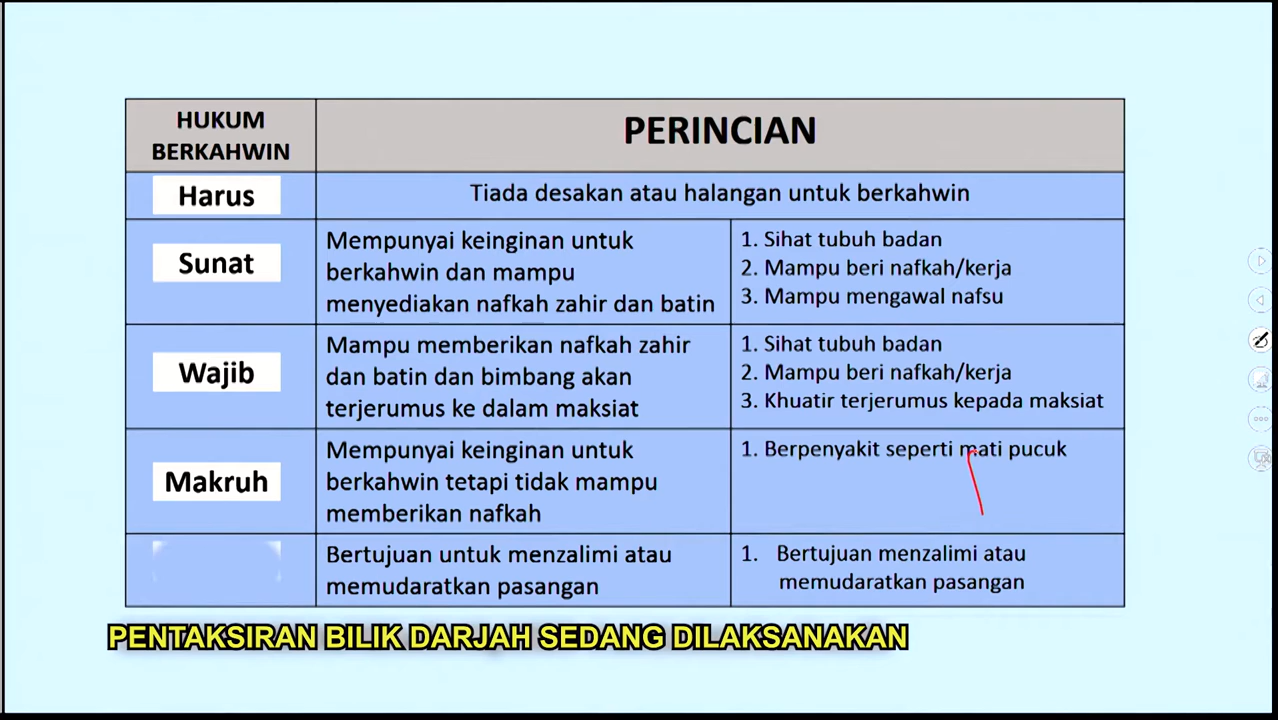 HUKUM
BERKAHWIN
PERINCIAN
Harus
Tiada desakan atau halangan untuk berkahwin
Sunat
Mempunyai keinginan untuk
berkahwin dan mampu
menyediakan nafkah zahir dan batin
1. Sihat tubuh badan
2. Mampu beri nafkah/kerja
3. Mampu mengawal nafsu
Wajib
Mampu memberikan nafkah zahir
dan batin dan bimbang akan
terjerumus ke dalam maksiat
1. Sihat tubuh badan
2. Mampu beri nafkah/kerja
3. Khuatir terjerumus kepada maksiat
Makruh
Mempunyai keinginan untuk
berkahwin tetapi tidak mampu
memberikan nafkah
1. Berpenyakit seperti mati pucuk
Bertujuan untuk menzalimi atau
memudaratkan pasangan
1. Bertujuan menzalimi atau
memudaratkan pasangan
PENTAKSIRAN BILIK DARJAH SEDANG DILAKSANAKAN